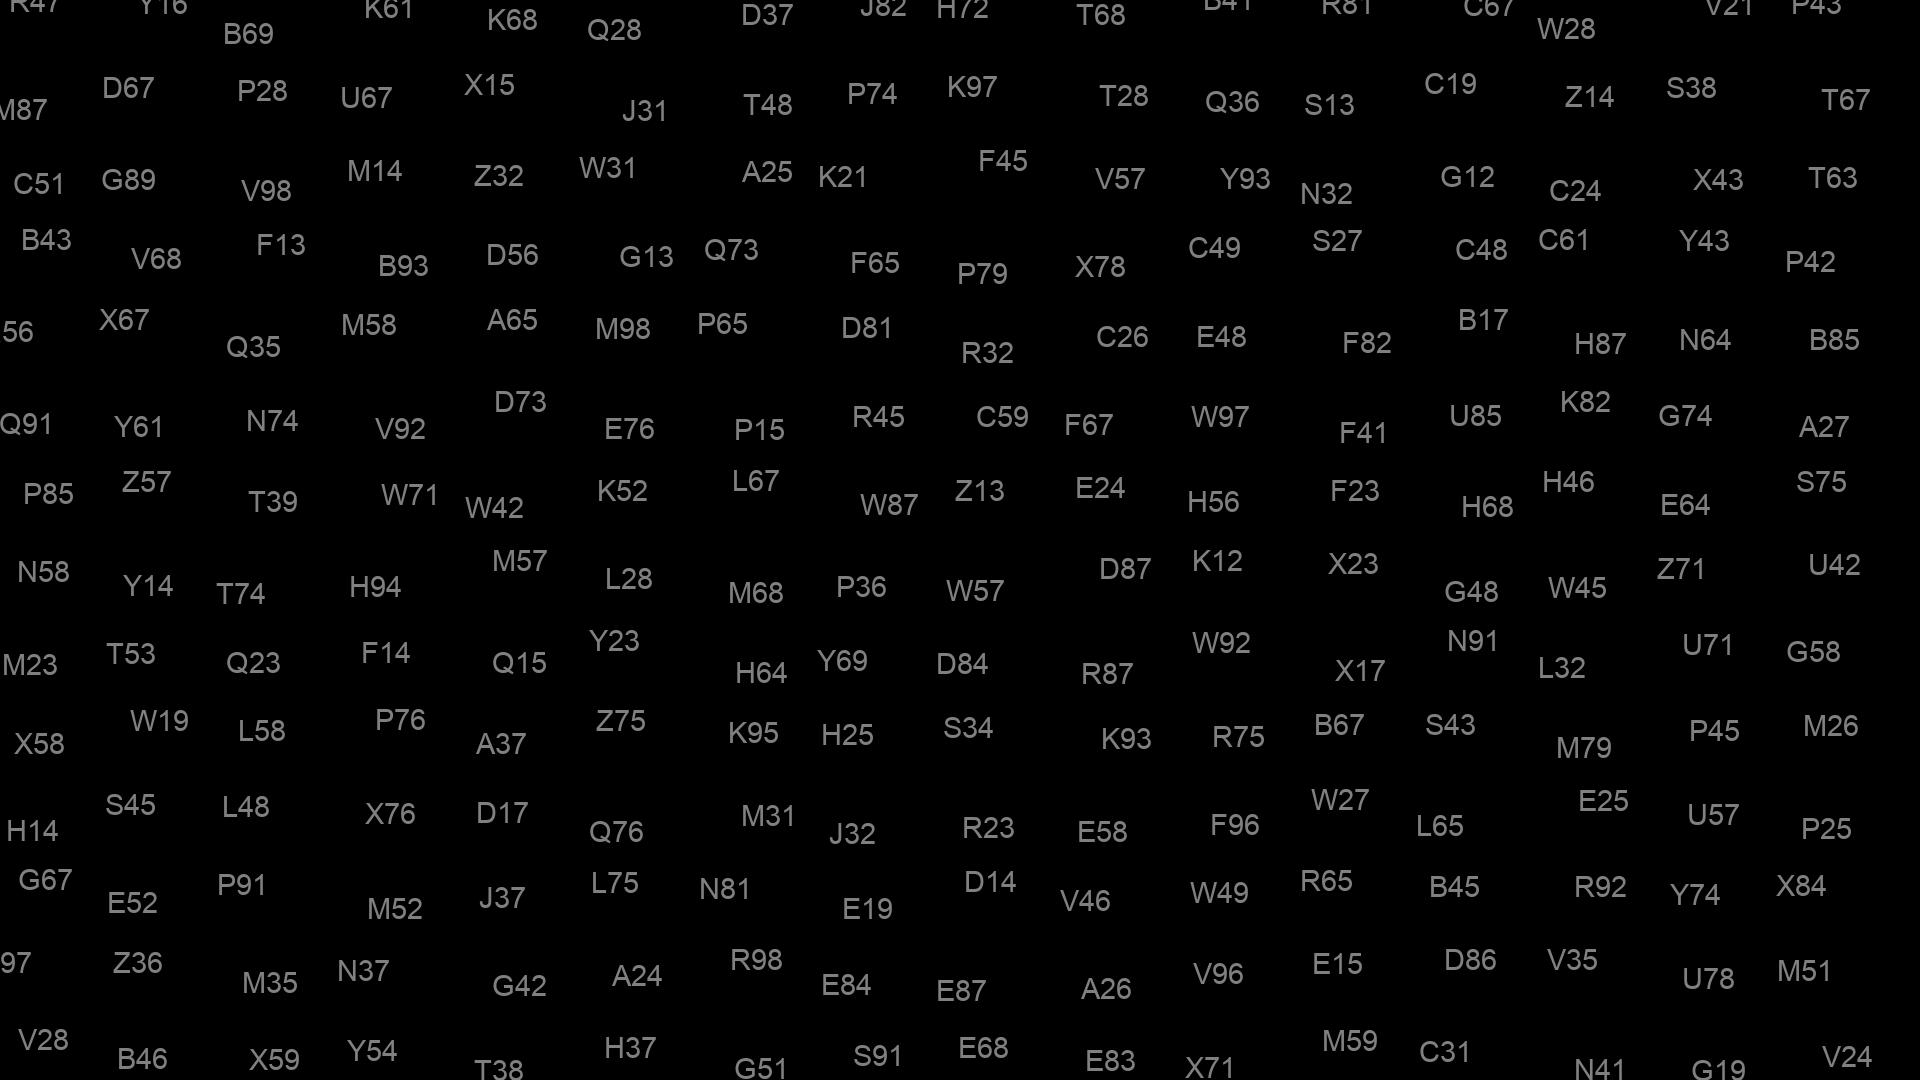 R47 Y16 B69 K61 K68 Q28 D37 J82 H72 T68 B41 R81 C67 W28 V21 P43
M87 D67 P28 U67 X15 J31 T48 P74 K97 T28 Q36 S13 C19 Z14 S38 T67
C51 G89 V98 M14 Z32 W31 A25 K21 F45 V57 Y93 N32 G12 C24 X43 T63
B43 V68 F13 B93 D56 G13 Q73 F65 P79 X78 C49 S27 C48 C61 Y43 P42
56 X67 Q35 M58 A65 M98 P65 D81 R32 C26 E48 F82 B17 H87 N64 B85
Q91 Y61 N74 V92 D73 E76 P15 R45 C59 F67 W97 F41 U85 K82 G74 A27
P85 Z57 T39 W71 W42 K52 L67 W87 Z13 E24 H56 F23 H68 H46 E64 S75
N58 Y14 T74 H94 M57 L28 M68 P36 W57 D87 K12 X23 G48 W45 Z71 U42
M23 T53 Q23 F14 Q15 Y23 H64 Y69 D84 R87 W92 X17 N91 L32 U71 G58
X58 W19 L58 P76 A37 Z75 K95 H25 S34 K93 R75 B67 S43 M79 P45 M26
H14 S45 L48 X76 D17 Q76 M31 J32 R23 E58 F96 W27 L65 E25 U57 P25
G67 E52 P91 M52 J37 L75 N81 E19 D14 V46 W49 R65 B45 R92 Y74 X84
97 Z36 M35 N37 G42 A24 R98 E84 E87 A26 V96 E15 D86 V35 U78 M51
V28 B46 X59 Y54 T38 H37 G51 S91 E68 E83 X71 M59 C31 N41 G19 V24